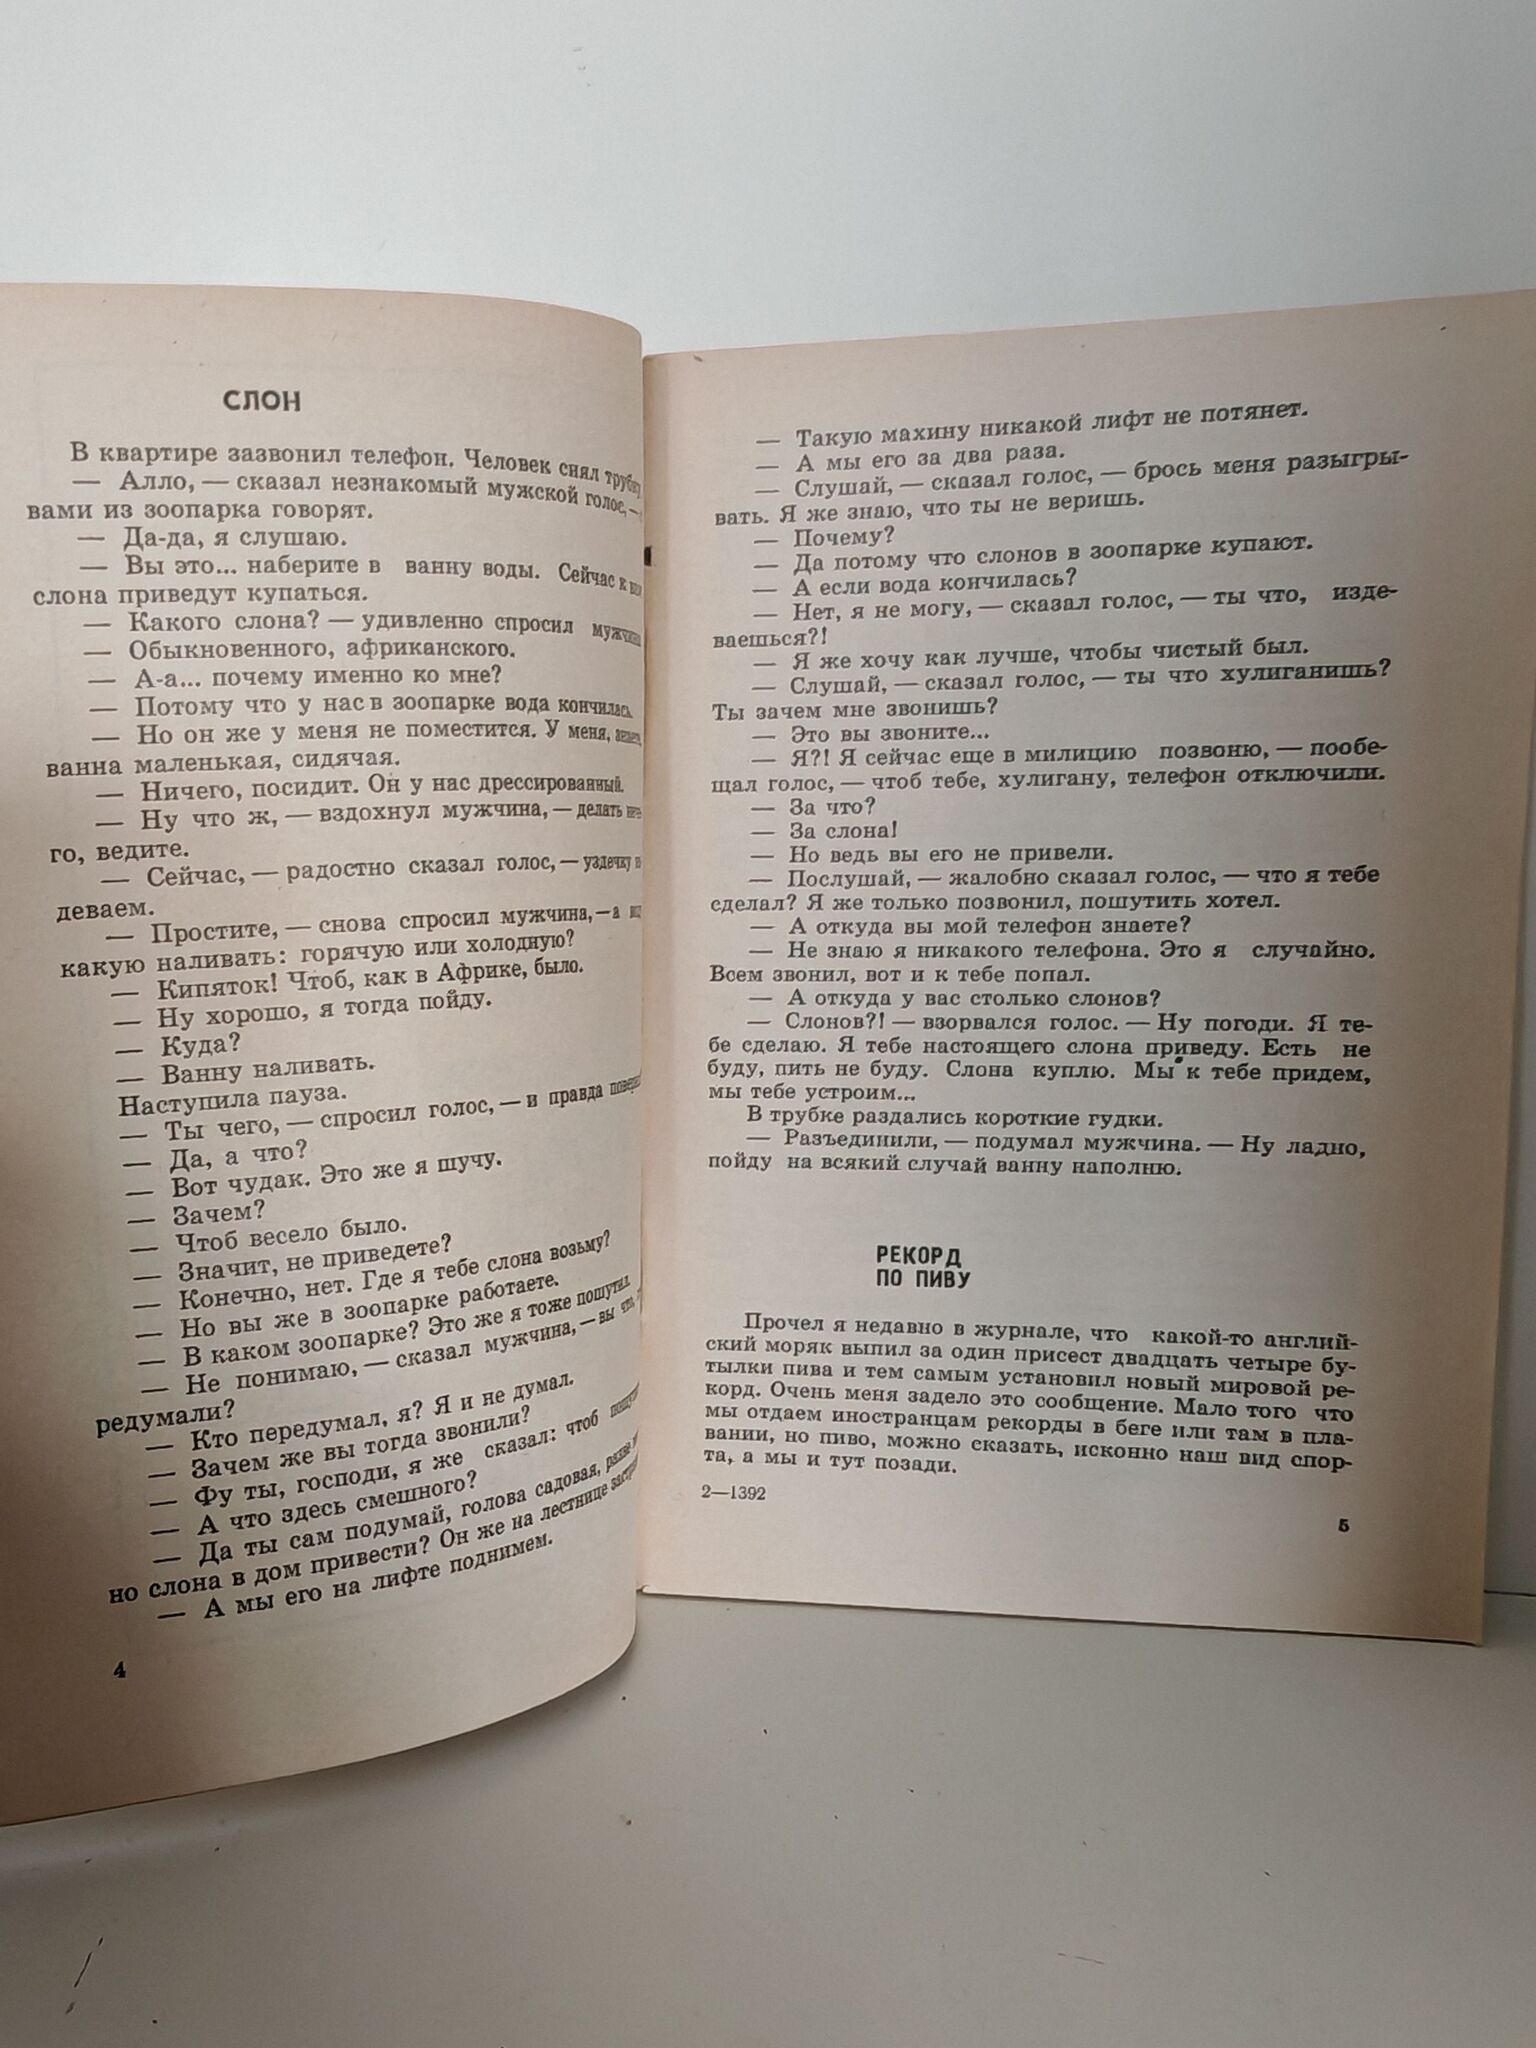 СЛОН
В квартире зазвонил телефон. Человек снял трубку.
— Алло, — сказал незнакомый мужской голос, —
вами из зоопарка говорят.
— Да-да, я слушаю.
— Вы это... наберите в ванну воды. Сейчас к вам
слона приведут купаться.
— Какого слона? — удивленно спросил мужчина
— Обыкновенного, африканского.
— А-а... почему именно ко мне?
— Потому что у нас в зоопарке вода кончилась.
— Но он же у меня не поместится. У меня,
ванна маленькая, сидячая.
— Ничего, посидит. Он у нас дрессированный.
— Ну что ж, — вздохнул мужчина, — делать нече-
го, ведите.
— Сейчас, — радостно сказал голос, — уздечку
деваем.
— Простите, — снова спросил мужчина, — а
какую наливать: горячую или холодную?
— Кипяток! Чтоб, как в Африке, было.
— Ну хорошо, я тогда пойду.
— Куда?
— Ванну наливать.
Наступила пауза.
— Ты чего, — спросил голос, — и правда
— Да, а что?
— Вот чудак. Это же я шучу.
— Зачем?
— Чтоб весело было.
— Значит, не приведете?
— Конечно, нет. Где я тебе слона возьму?
— Но вы же в зоопарке работаете.
— В каком зоопарке? Это же я тоже пошутил.
— Не понимаю, — сказал мужчина, — вы что,
редумали?
— Кто передумал, я? Я и не думал.
— Зачем же вы тогда звонили?
— Фу ты, господи, я же сказал: чтоб
— А что здесь смешного?
— Да ты сам подумай, голова садовая,
но слона в дом привести? Он же на лестнице
— А мы его на лифте поднимем.
4
— Такую махину никакой лифт не потянет.
— А мы его за два раза.
— Слушай, — сказал голос, — брось меня разыгры-
вать. Я же знаю, что ты не веришь.
— Почему?
— Да потому что слонов в зоопарке купают.
— А если вода кончилась?
— Нет, я не могу, — сказал голос, — ты что, изде-
ваешься?!
— Я же хочу как лучше, чтобы чистый был.
— Слушай, — сказал голос, — ты что хулиганишь?
Ты зачем мне звонишь?
— Это вы звоните...
— Я?! Я сейчас еще в милицию позвоню, — пообе-
щал голос, — чтоб тебе, хулигану, телефон отключили.
— За что?
— За слона!
— Но ведь вы его не привели.
— Послушай, — жалобно сказал голос, — что я тебе
сделал? Я же только позвонил, пошутить хотел.
— А откуда вы мой телефон знаете?
— Не знаю я никакого телефона. Это я случайно.
Всем звонил, вот и к тебе попал.
— А откуда у вас столько слонов?
— Слонов?! — взорвался голос. — Ну погоди. Я те-
бе сделаю. Я тебе настоящего слона приведу. Есть не
буду, пить не буду. Слона куплю. Мы к тебе придем,
мы тебе устроим...
В трубке раздались короткие гудки.
— Разъединили, — подумал мужчина. — Ну ладно,
пойду на всякий случай ванну наполню.
РЕКОРД
ПО ПИВУ
Прочел я недавно в журнале, что какой-то англий-
ский моряк выпил за один присест двадцать четыре бу-
тылки пива и тем самым установил новый мировой ре-
корд. Очень меня задело это сообщение. Мало того что
мы отдаем иностранцам рекорды в беге или там в пла-
вании, но пиво, можно сказать, исконно наш вид спор-
та, а мы и тут позади.
2—1392
5